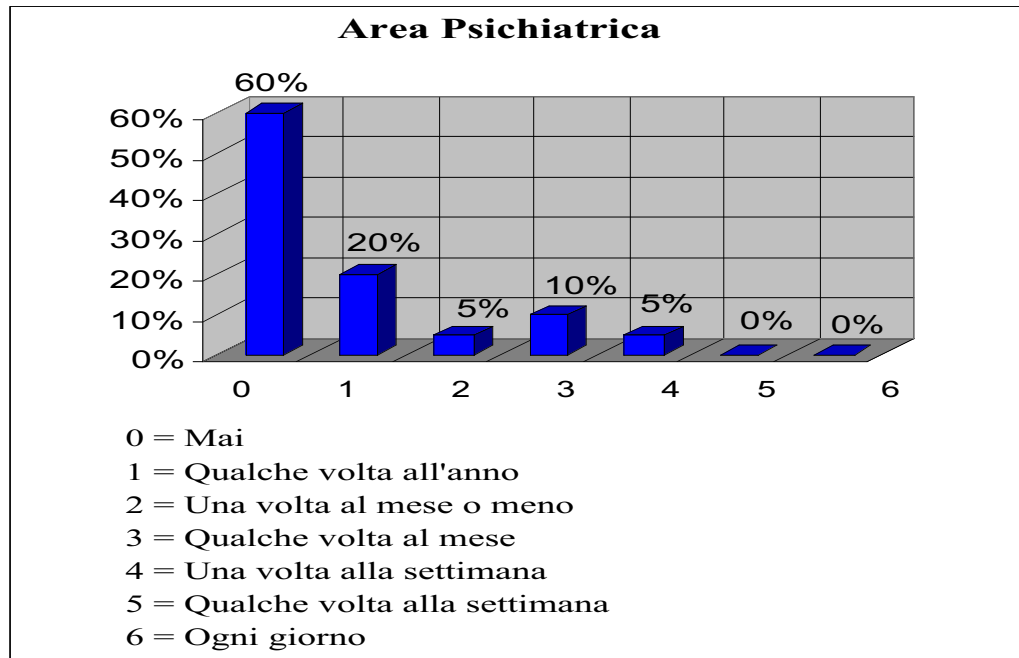 Area Psichiatrica
60%
60%
50%
40%
30%
20%
10%
0%
20%
5%
10%
5%
0%
0%
0 1 2 3 4 5 6
0 = Mai
1 = Qualche volta all'anno
2 = Una volta al mese o meno
3 = Qualche volta al mese
4 = Una volta alla settimana
5 = Qualche volta alla settimana
6 = Ogni giorno